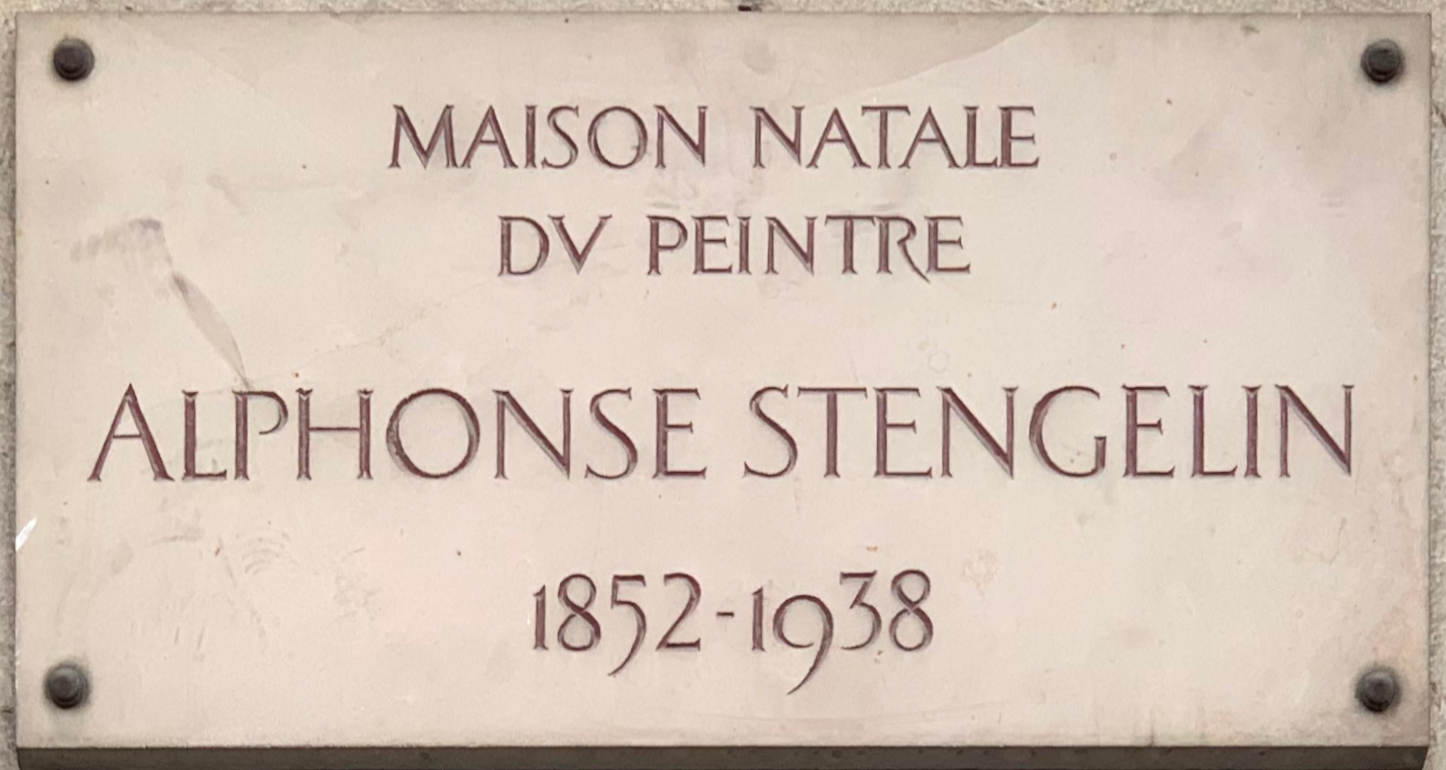 MAISON NATALE
DV PEINTRE
ALPHONSE STENGELIN
1852-1938